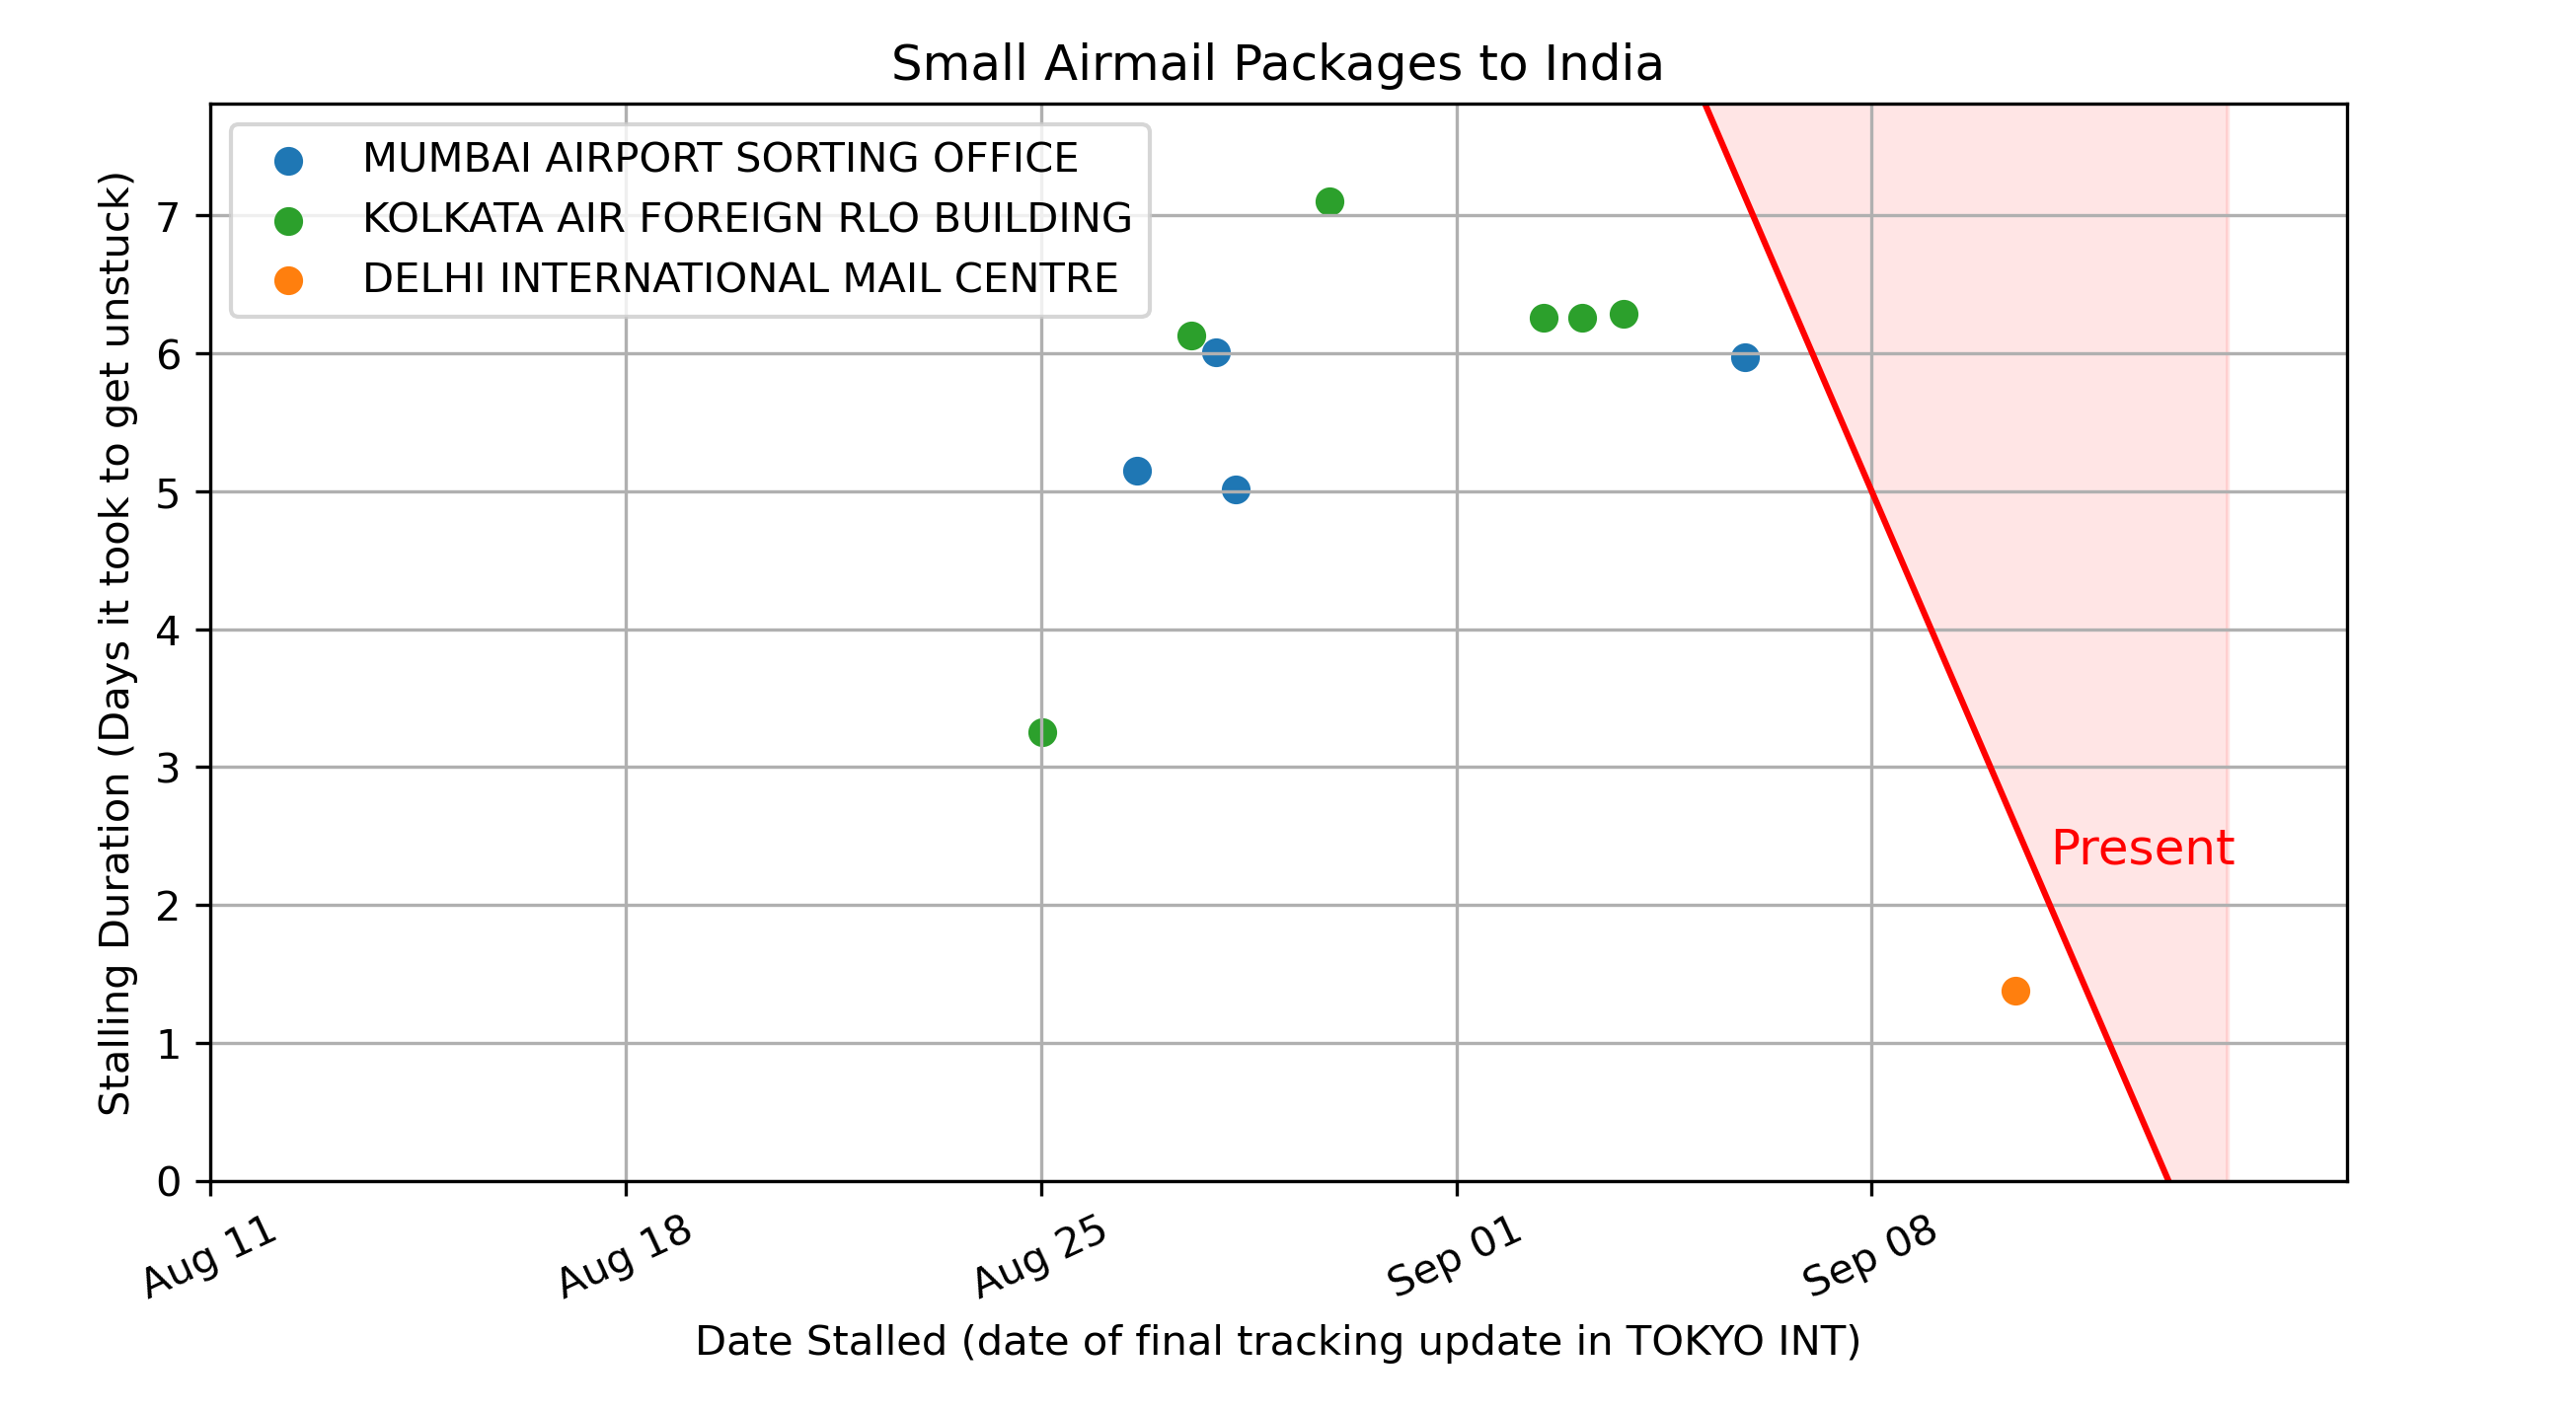 Small Airmail Packages to India
MUMBAI AIRPORT SORTING OFFICE
KOLKATA AIR FOREIGN RLO BUILDING
DELHI INTERNATIONAL MAIL CENTRE
Stalling Duration (Days it took to get unstuck)
7
6
5
4
3
2
1
0
Present
Aug 11
Aug 18
Aug 25
Sep 01
Sep 08
Date Stalled (date of final tracking update in TOKYO INT)